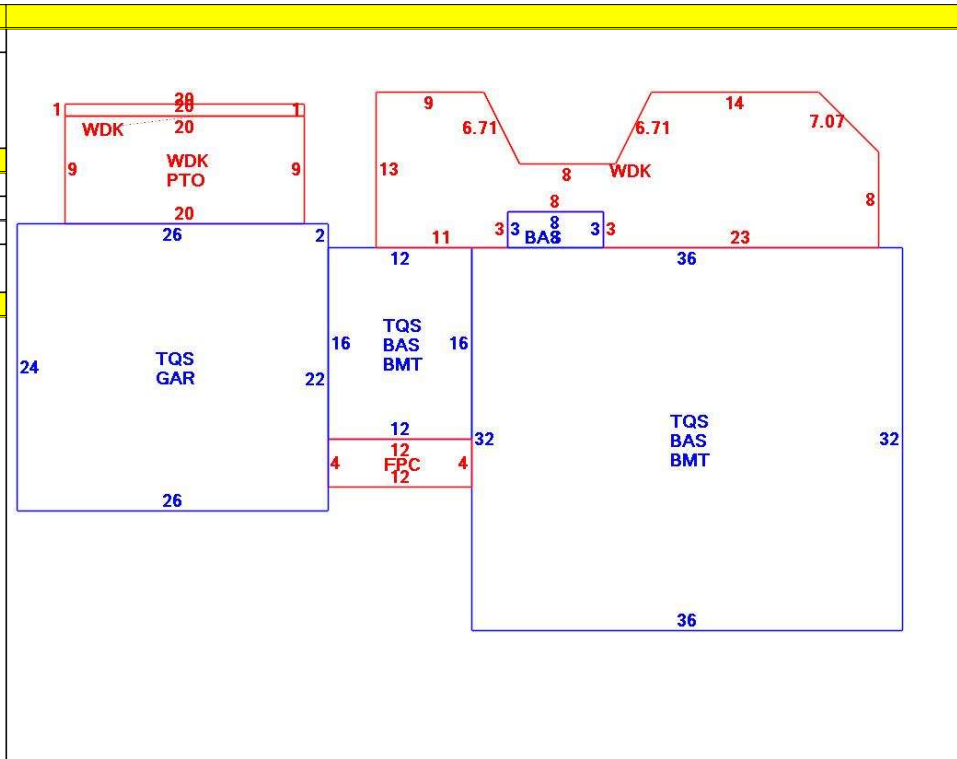 20
1 20 1
20
WDK
9 WDK 9
PTO
20
26 2
24 TQS 22
GAR
26
9 14
6.71 6.71 7.07
13 8 WDK 8
8
3 3 8 3 3
BAS 8
11 23
12 36
16 TQS 16
BAS
BMT
12
12
4 FPC 4
12
32 TQS 32
BAS
BMT
36